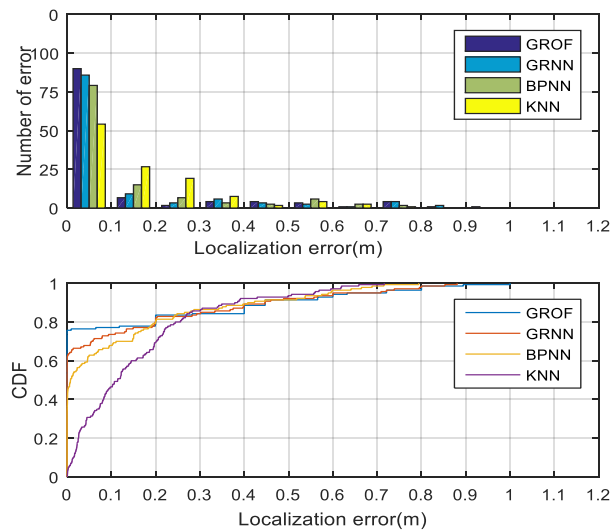 0
100
75
50
25
0
Number of error
GROF
GRNN
BPNN
KNN
0 0.1 0.2 0.3 0.4 0.5 0.6 0.7 0.8 0.9 1 1.1 1.2
Localization error(m)
1
0.8
0.6
0.4
0.2
0
CDF
GROF
GRNN
BPNN
KNN
0 0.1 0.2 0.3 0.4 0.5 0.6 0.7 0.8 0.9 1 1.1 1.2
Localization error(m)